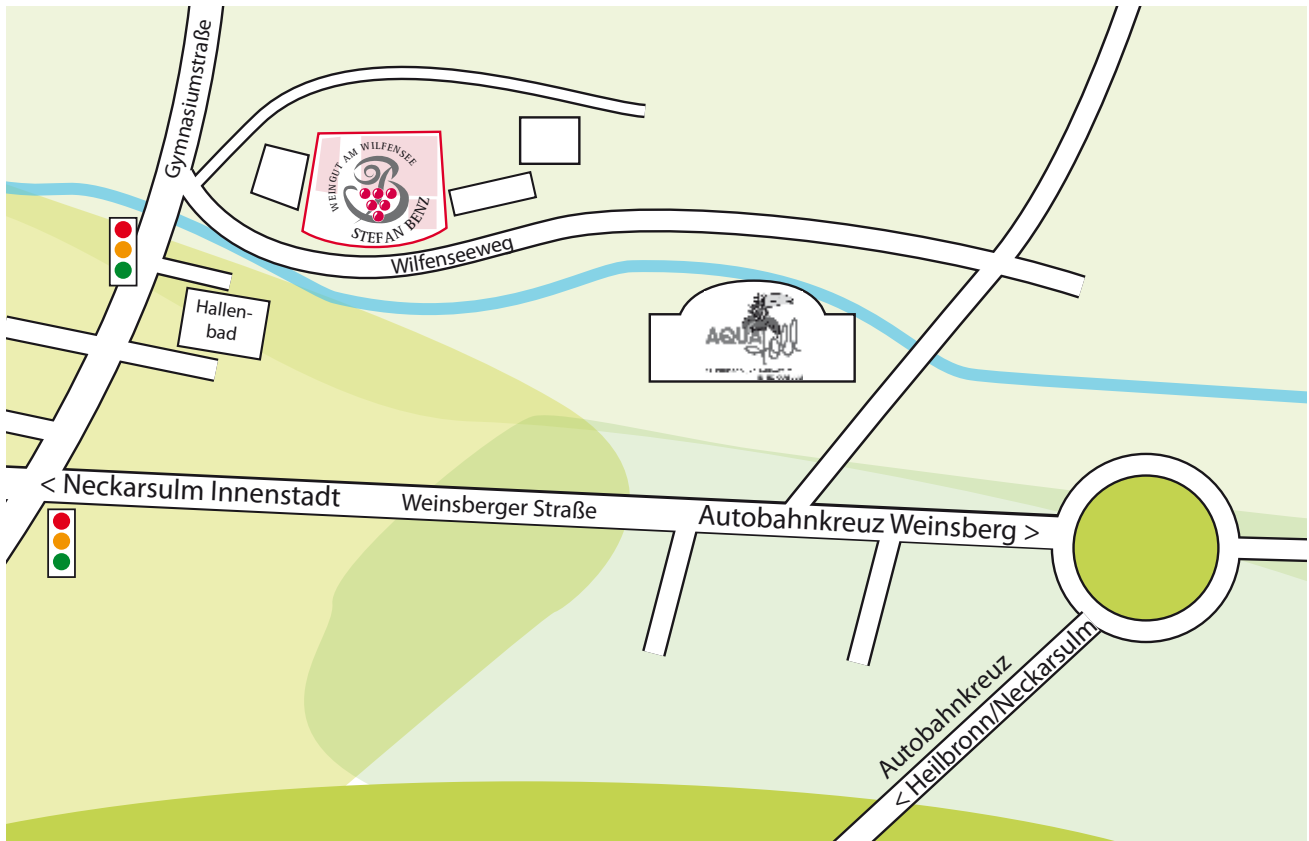 Gymnasiumstraße
WEINGUT AM WILFENSEE
B
STEFAN BENZ
Wilfenseeweg
Hallen-
bad
AQUA
< Neckarsulm Innenstadt
Weinsberger Straße
Autobahnkreuz Weinsberg >
Autobahnkreuz
< Heilbronn/Neckarsulm